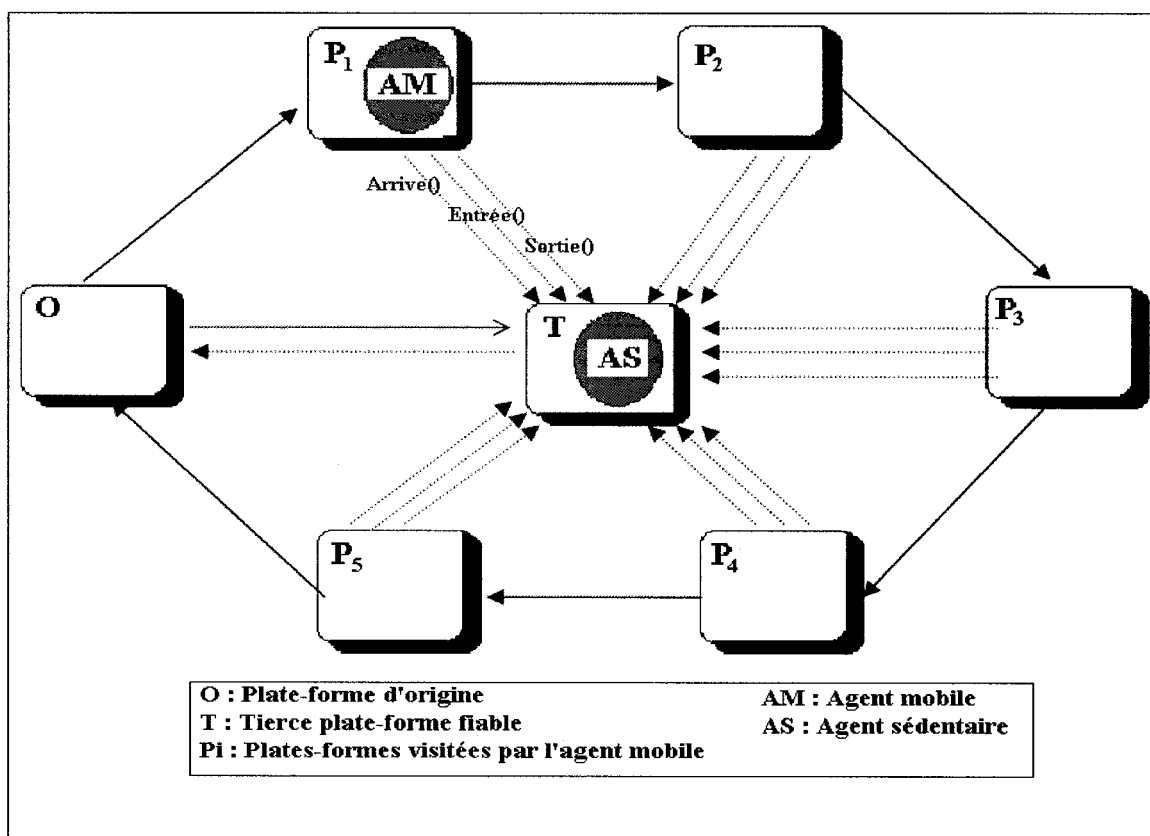 P1
AM
P2
Arrive()
Entrée()
Sortie()
O
T
AS
P3
P5
P4
O : Plate-forme d'origine
AM : Agent mobile
T : Tierce plate-forme fiable
AS : Agent sédentaire
Pi : Plates-formes visitées par l'agent mobile